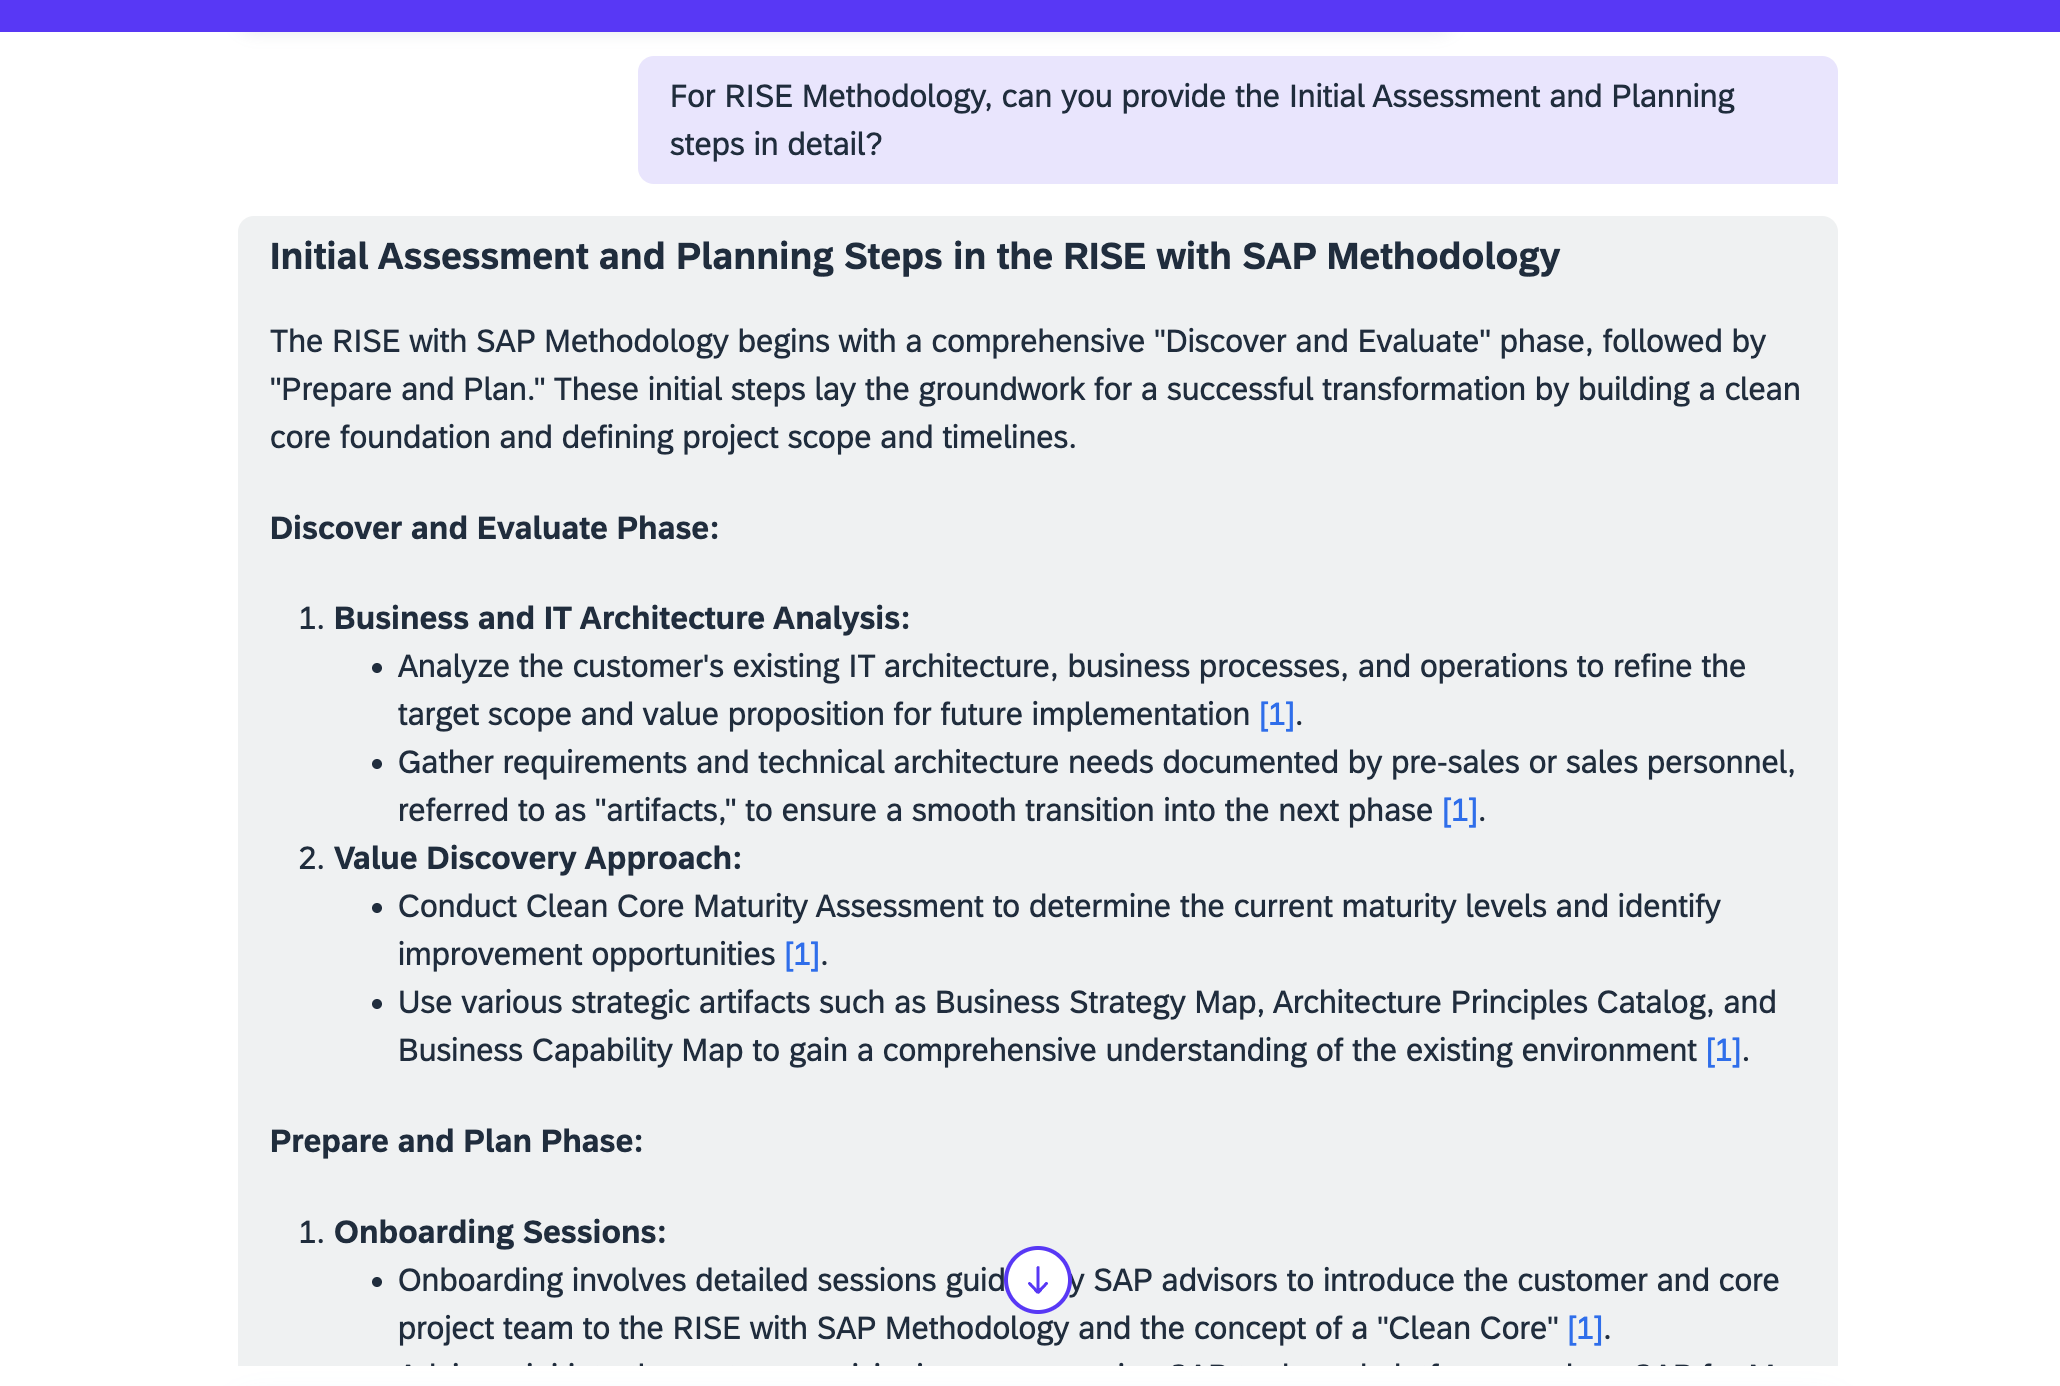 For RISE Methodology, can you provide the Initial Assessment and Planning
steps in detail?
Initial Assessment and Planning Steps in the RISE with SAP Methodology
The RISE with SAP Methodology begins with a comprehensive "Discover and Evaluate" phase, followed by
"Prepare and Plan." These initial steps lay the groundwork for a successful transformation by building a clean
core foundation and defining project scope and timelines.
Discover and Evaluate Phase:
1. Business and IT Architecture Analysis:
• Analyze the customer's existing IT architecture, business processes, and operations to refine the
target scope and value proposition for future implementation [1].
• Gather requirements and technical architecture needs documented by pre-sales or sales personnel,
referred to as "artifacts," to ensure a smooth transition into the next phase [1].
2. Value Discovery Approach:
• Conduct Clean Core Maturity Assessment to determine the current maturity levels and identify
improvement opportunities [1].
• Use various strategic artifacts such as Business Strategy Map, Architecture Principles Catalog, and
Business Capability Map to gain a comprehensive understanding of the existing environment [1].
Prepare and Plan Phase:
1. Onboarding Sessions:
• Onboarding involves detailed sessions SAP advisors to introduce the customer and core
project team to the RISE with SAP Methodology and the concept of a "Clean Core" [1].